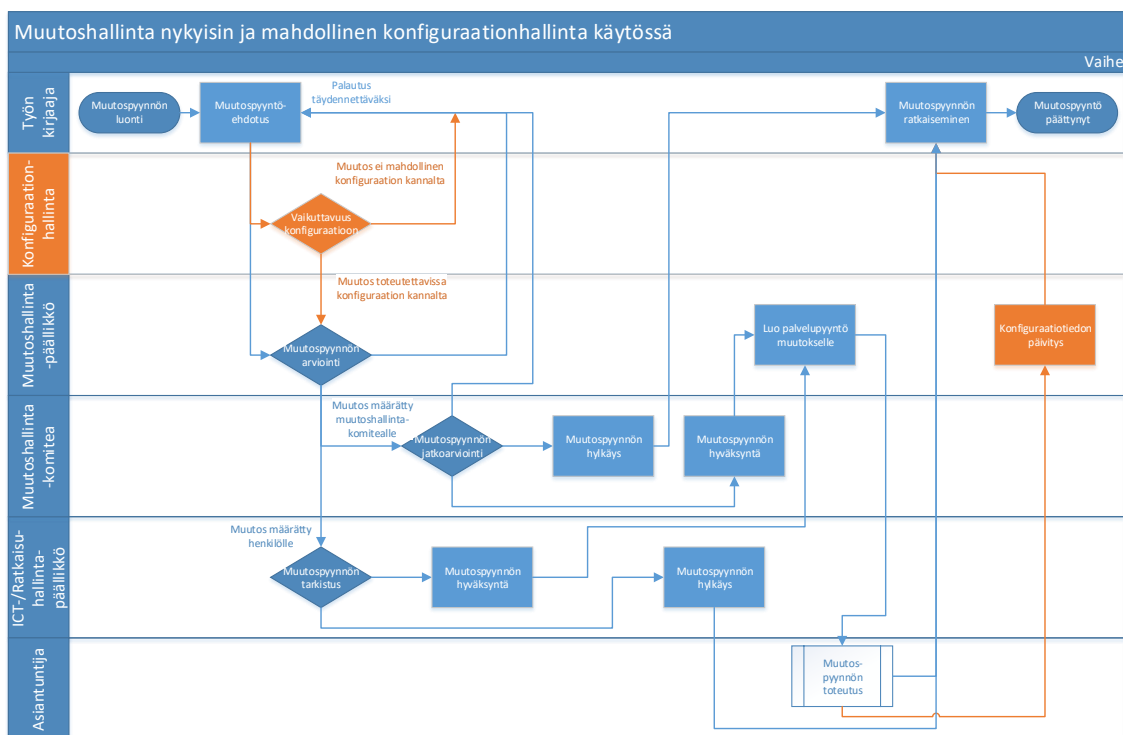 Muutoshallinta nykyisin ja mahdollinen konfiguraationhallinta käytössä
Vaihe
Työn
kirjaaja
Muutospyynnön
luonti
Muutospyyntö-
ehdotus
Palautus
täydennettäväksi
Muutospyynnön
ratkaiseminen
Muutospyyntö
päättynyt
Konfiguraation-
hallinta
Muutos ei mahdollinen
konfiguraation kannalta
Vaikuttavuus
konfiguraatioon
Muutos toteutettavissa
konfiguraation kannalta
Muutoshallinta
-päällikkö
Muutospyynnön
arviointi
Luo palvelupyyntö
muutokselle
Konfiguraatiotiedon
päivitys
Muutoshallinta
-komitea
Muutos määrätty
muutoshallinta-
komitealle
Muutospyynnön
jatkoarviointi
Muutospyynnön
hylkäys
Muutospyynnön
hyväksyntä
ICT-/Ratkaisu-
hallinta-
päällikkö
Muutos määrätty
henkilölle
Muutospyynnön
tarkistus
Muutospyynnön
hyväksyntä
Muutospyynnön
hylkäys
Asiantuntija
Muutos-
pyynnön
toteutus